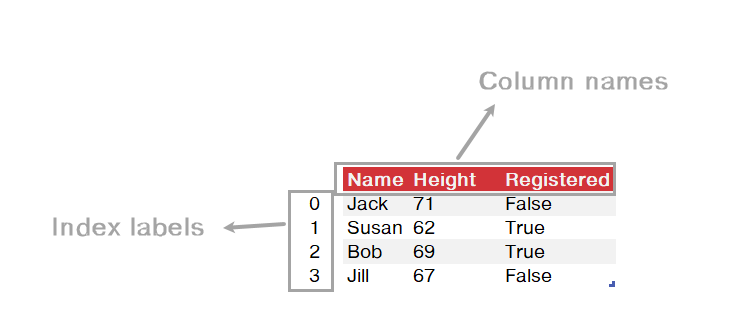 Column names
Name Height Registered
0 Jack 71 False
Index labels
1 Susan 62 True
2 Bob 69 True
3 Jill 67 False